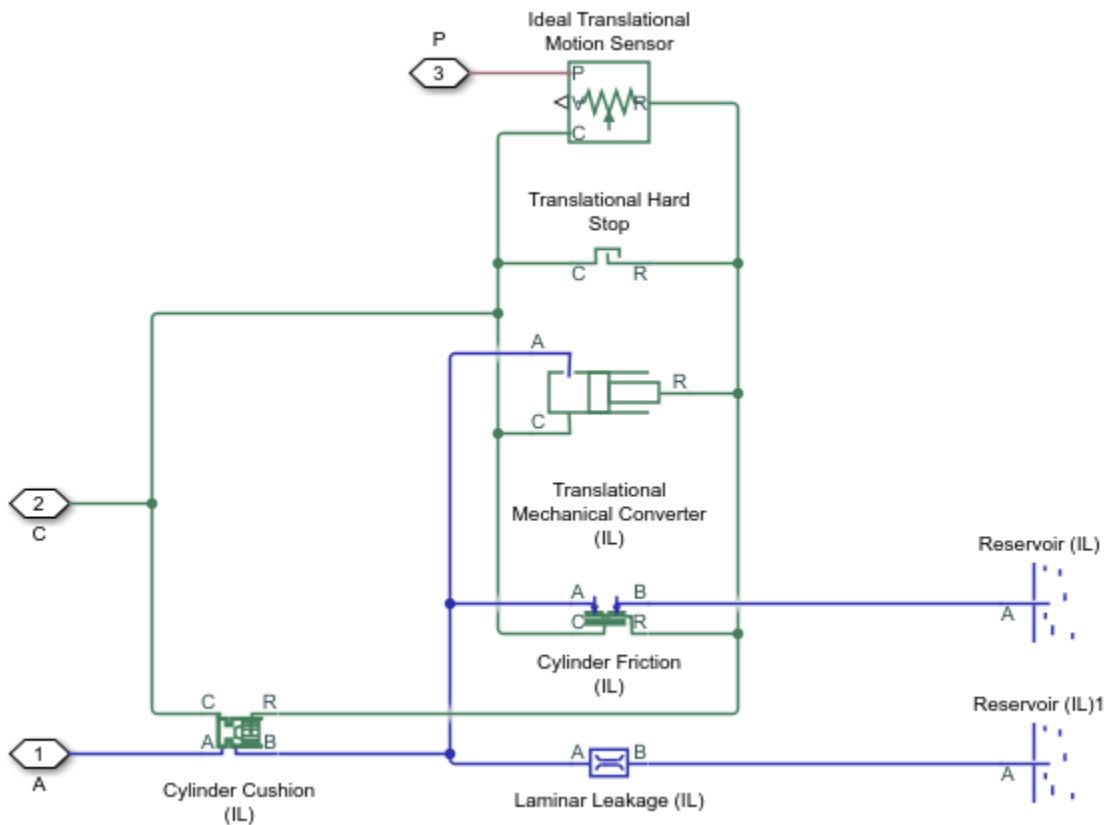 Ideal Translational
Motion Sensor
P
3
P
V
R
C
Translational Hard
Stop
C
R
A
R
C
Translational
Mechanical Converter
(IL)
2
C
Reservoir (IL)
A
B
A
C
R
Cylinder Friction
(IL)
C
R
Reservoir (IL)1
A
B
1
A
A
B
A
Cylinder Cushion
(IL)
Laminar Leakage (IL)